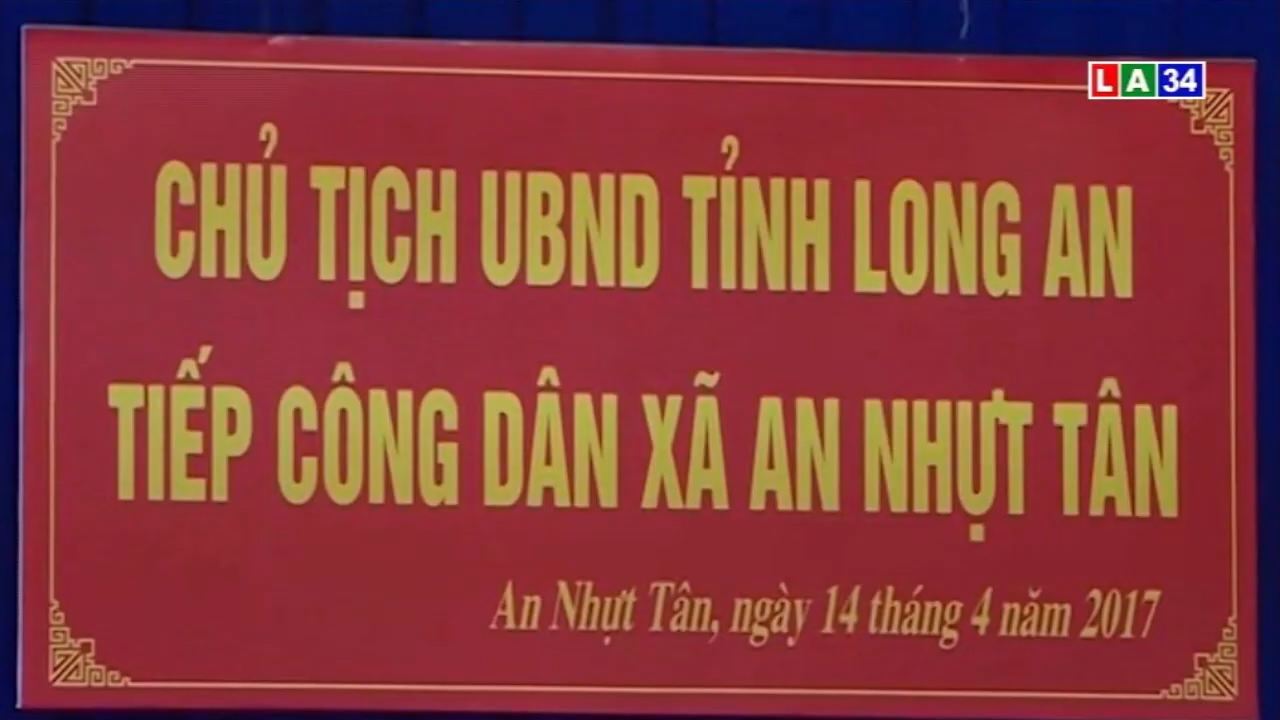 LA34
CHỦ TỊCH UBND TỈNH LONG AN
TIẾP CÔNG DÂN XÃ AN NHỰT TÂN
An Nhựt Tân, ngày 14 tháng 4 năm 2017